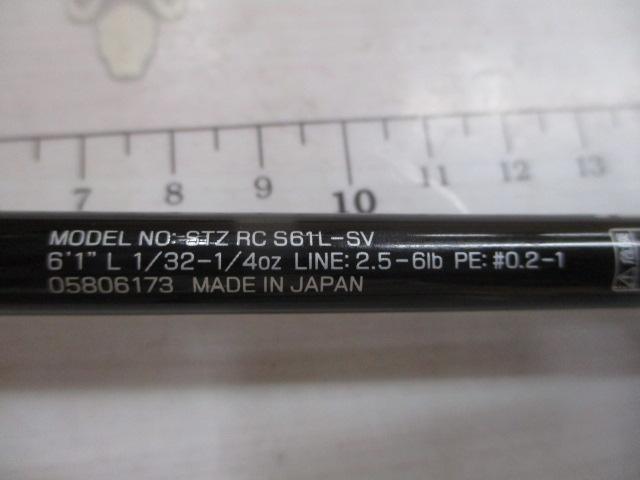 7 8 9 10 11 12 13
MODEL NO: STZ RC S61L-SV
6'1" L 1/32-1/4oz LINE: 2.5-6lb PE: #0.2-1
05806173 MADE IN JAPAN